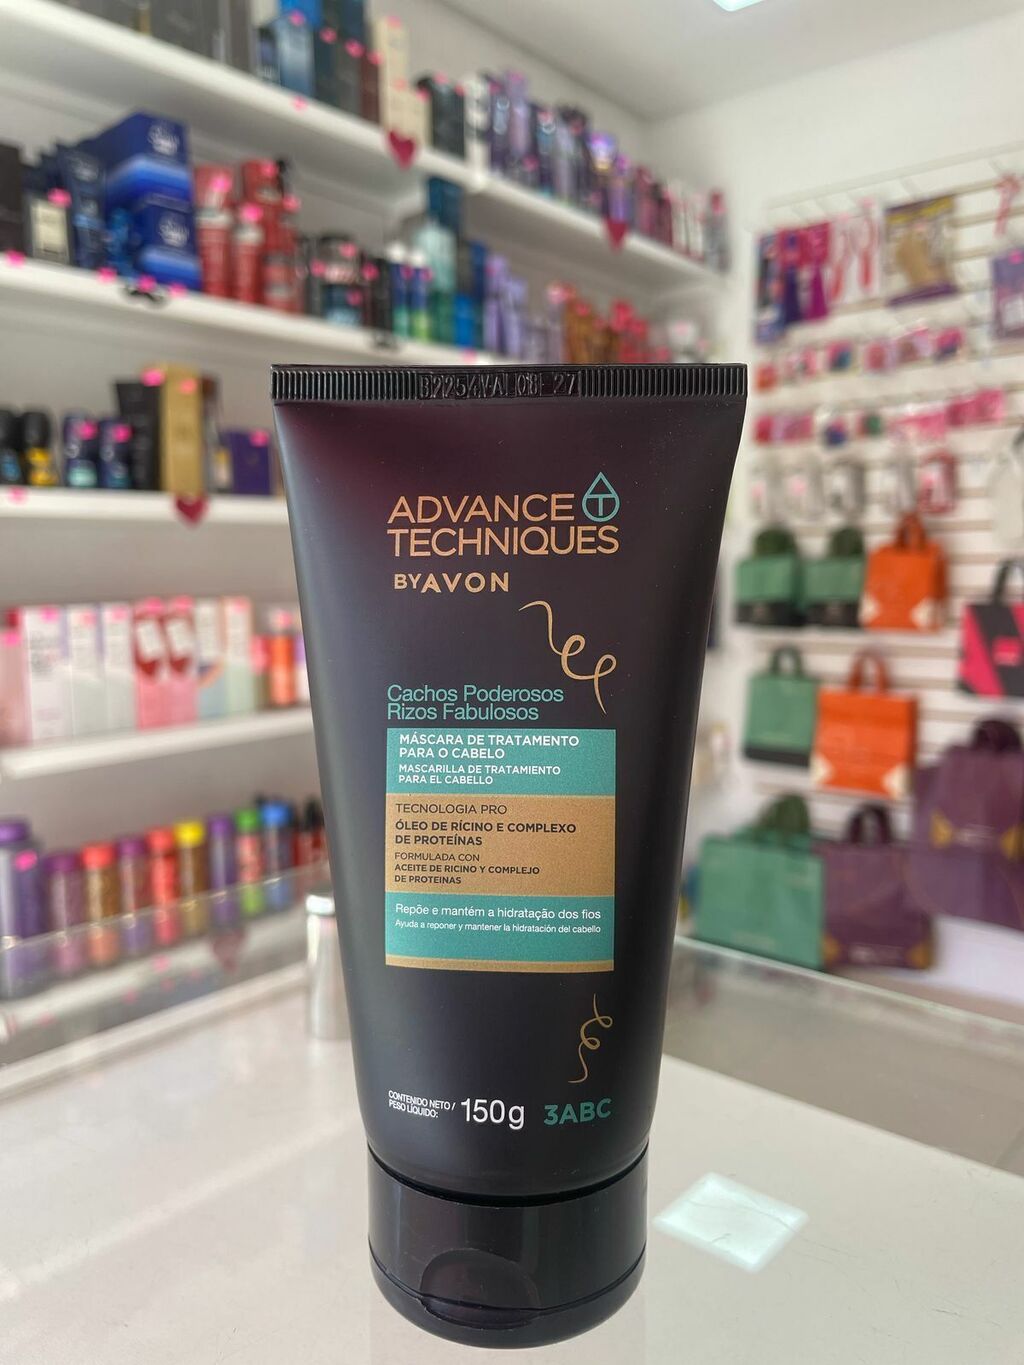 B2254VAL08-27
ADVANCE T
TECHNIQUES
BY AVON
Cachos Poderosos
Rizos Fabulosos
MÁSCARA DE TRATAMENTO
PARA O CABELO
MASCARILLA DE TRATAMIENTO
PARA EL CABELLO
TECNOLOGIA PRO
ÓLEO DE RÍCINO E COMPLEXO
DE PROTEÍNAS
FORMULADA CON
ACEITE DE RICINO Y COMPLEJO
DE PROTEINAS
Repõe e mantém a hidratação dos fios
Ayuda a reponer y mantener la hidratación del cabello
CONTENIDO NETO /
PESO LÍQUIDO: 150g 3ABC